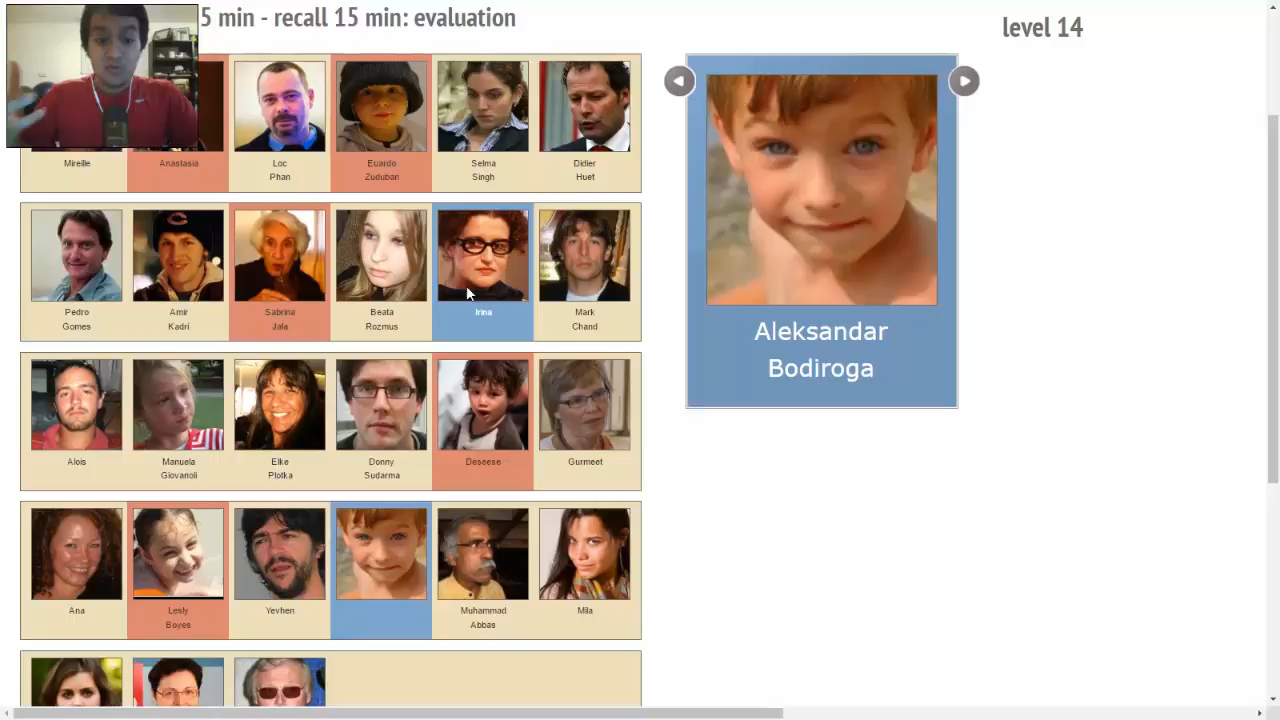 5 min - recall 15 min: evaluation
level 14
Mireille
Anastasia
Loc
Phan
Euardo
Zuduban
Selma
Singh
Didier
Huet
Pedro
Gomes
Amir
Kadri
Sabrina
Jala
Beata
Rozmus
Irina
Mark
Chand
Aleksandar
Bodiroga
Alois
Manuela
Giovanoli
Elke
Plotka
Donny
Sudarma
Deseese
Gurmeet
Ana
Lesly
Boyes
Yevhen
Muhammad
Abbas
Mila